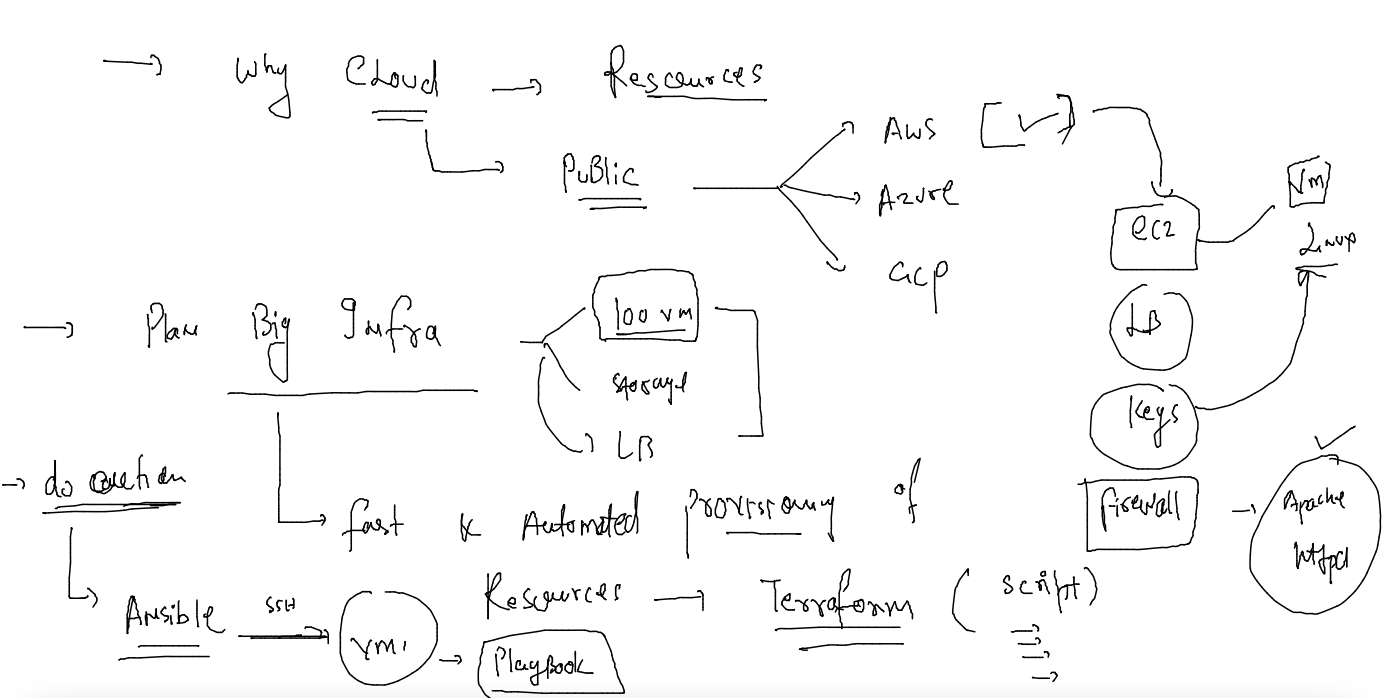 Why Cloud → Resources
Public
AWS [✓]
Azure
GCP
EC2
VM
Linux
LB
Keys
Firewall →
Apache
httpd
→ Plan Big Infra
100 VM
Storage
LB
→ do action
fast & Automated provisioning of
Resources → Terraform (script)
Ansible
SSH
VM
Playbook